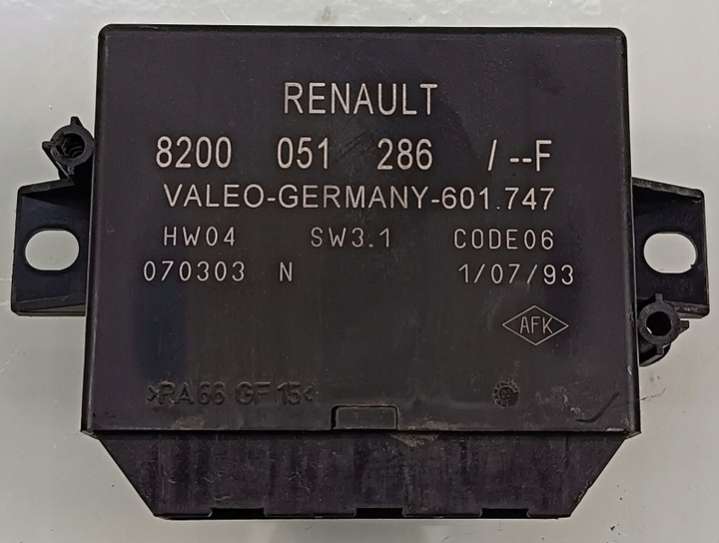 RENAULT
8200 051 286 /--F
VALEO-GERMANY-601.747
HW04 SW3.1 CODE06
070303 N 1/07/93
AFK
>PA66 GF15<